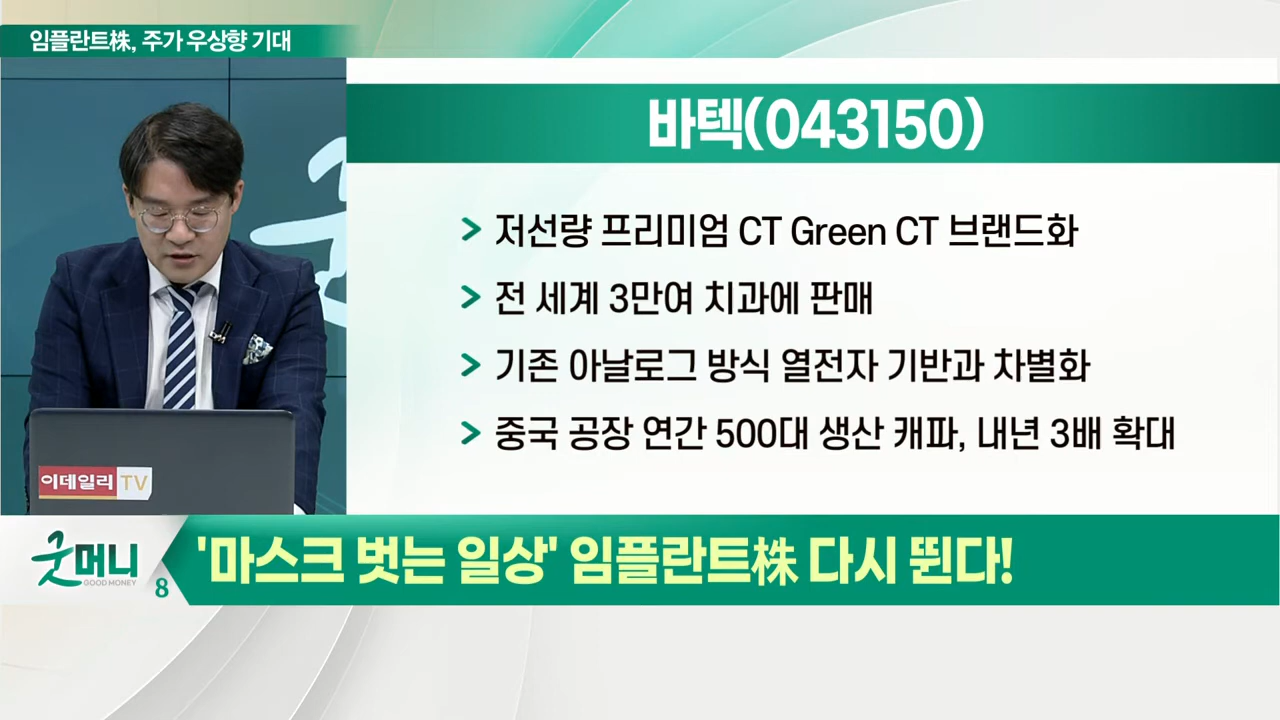 임플란트株, 주가 우상향 기대
바텍(043150)
> 저선량 프리미엄 CT Green CT 브랜드화
> 전 세계 3만여 치과에 판매
> 기존 아날로그 방식 열전자 기반과 차별화
> 중국 공장 연간 500대 생산 캐파, 내년 3배 확대
이데일리TV
굿머니
GOOD MONEY
8
'마스크 벗는 일상' 임플란트株 다시 뛴다!